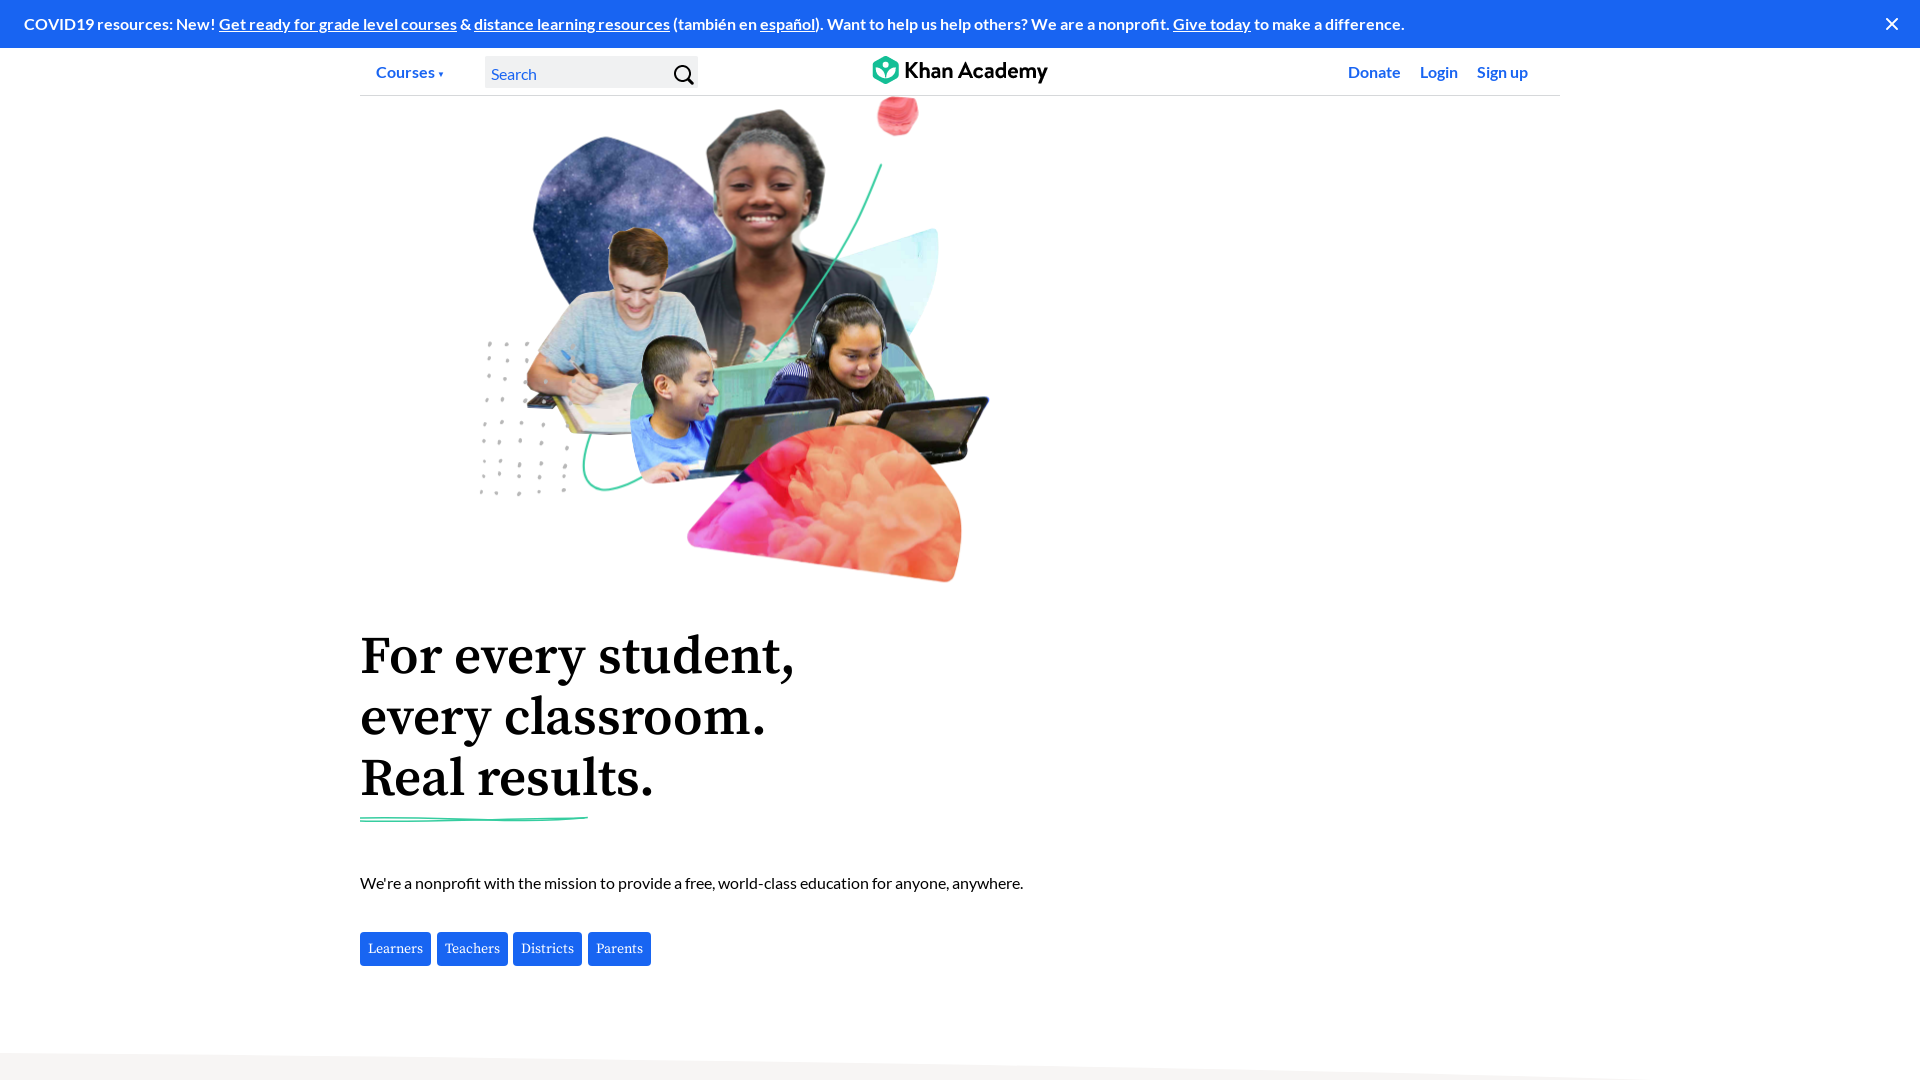 COVID19 resources: New! Get ready for grade level courses & distance learning resources (también en español). Want to help us help others? We are a nonprofit. Give today to make a difference.
Courses ▾
Search
Khan Academy
Donate
Login
Sign up
For every student,
every classroom.
Real results.
We're a nonprofit with the mission to provide a free, world-class education for anyone, anywhere.
Learners
Teachers
Districts
Parents